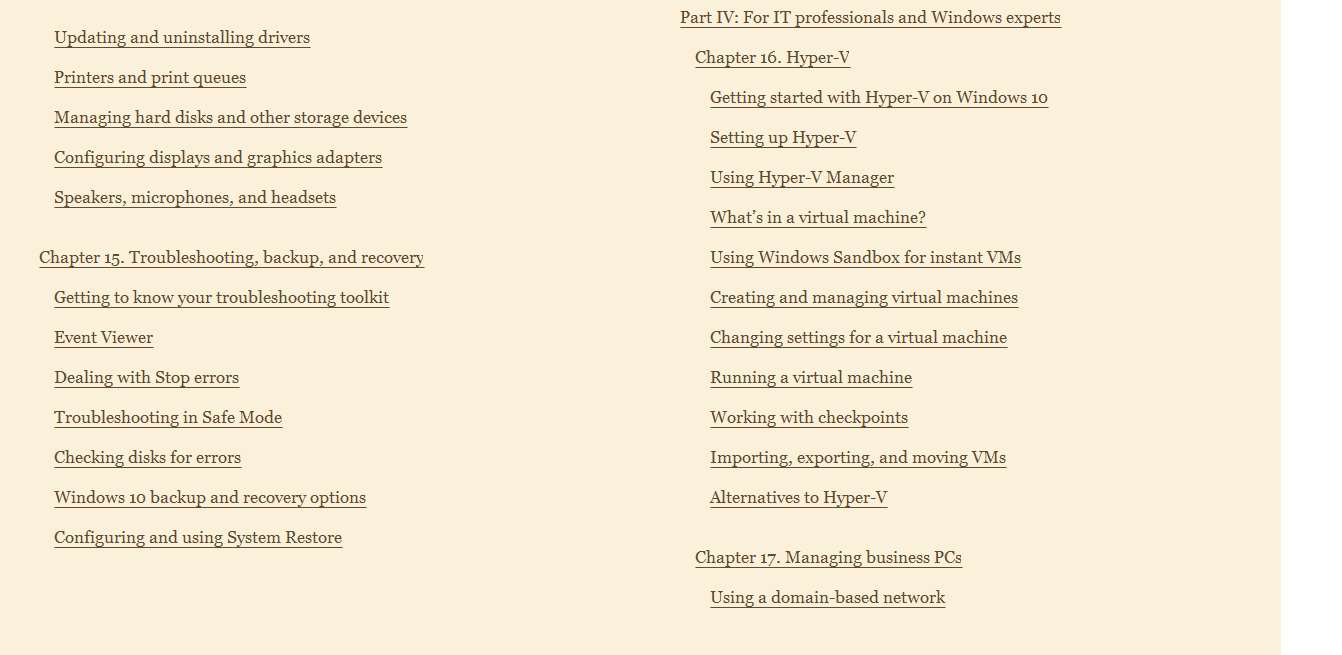 Updating and uninstalling drivers
Printers and print queues
Managing hard disks and other storage devices
Configuring displays and graphics adapters
Speakers, microphones, and headsets
Chapter 15. Troubleshooting, backup, and recovery
Getting to know your troubleshooting toolkit
Event Viewer
Dealing with Stop errors
Troubleshooting in Safe Mode
Checking disks for errors
Windows 10 backup and recovery options
Configuring and using System Restore
Part IV: For IT professionals and Windows experts
Chapter 16. Hyper-V
Getting started with Hyper-V on Windows 10
Setting up Hyper-V
Using Hyper-V Manager
What’s in a virtual machine?
Using Windows Sandbox for instant VMs
Creating and managing virtual machines
Changing settings for a virtual machine
Running a virtual machine
Working with checkpoints
Importing, exporting, and moving VMs
Alternatives to Hyper-V
Chapter 17. Managing business PCs
Using a domain-based network